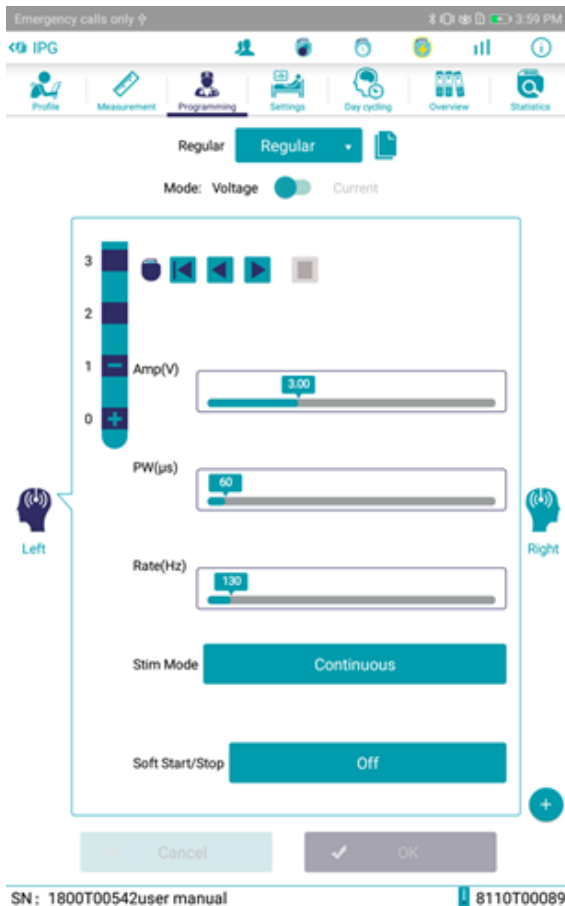 Emergency calls only 3:59 PM
IPG
Profile Measurement Programming Settings Day cycling Overview Statistics
Regular Regular
Mode: Voltage Current
3
2
1 −
0 +
Amp(V) 3.00
PW(µs) 60
Rate(Hz) 130
Left Right
Stim Mode Continuous
Soft Start/Stop Off
+
Cancel OK
SN: 1800T00542user manual 8110T00089